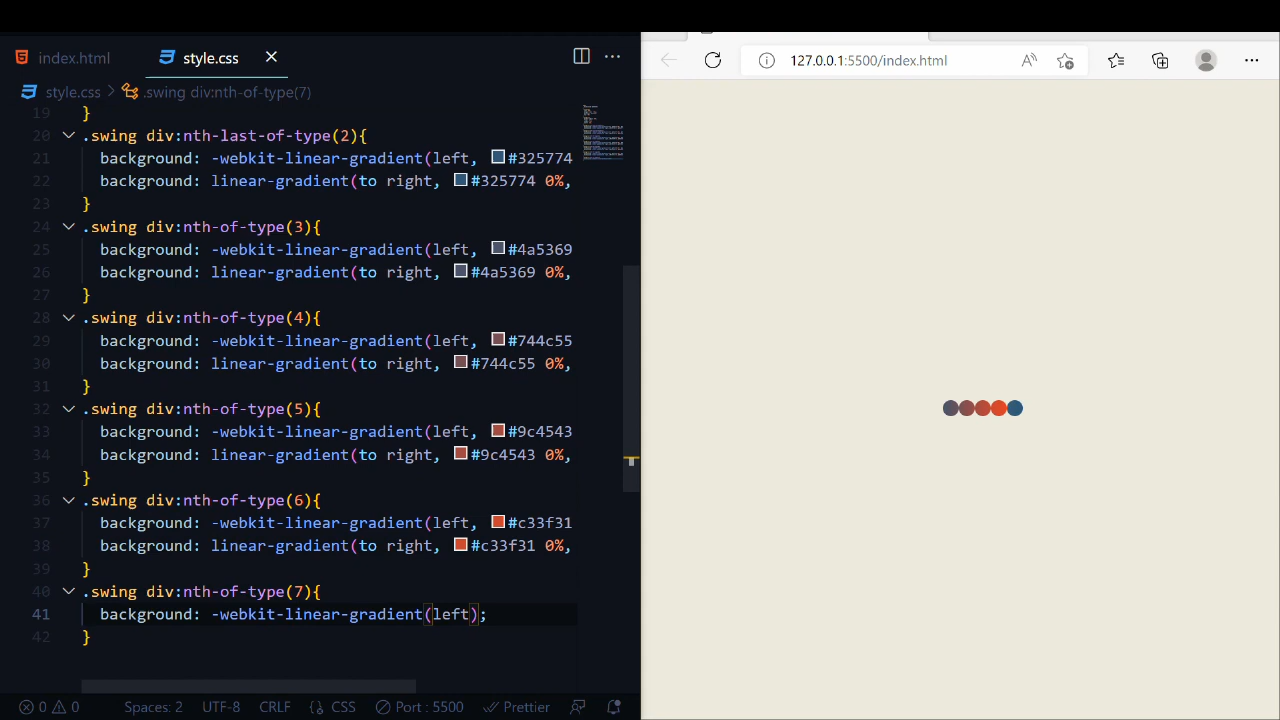 index.html
style.css
127.0.0.1:5500/index.html
style.css
.swing div:nth-of-type(7)
19 }
20 .swing div:nth-last-of-type(2){
21 background: -webkit-linear-gradient(left, #325774
22 background: linear-gradient(to right, #325774 0%,
23 }
24 .swing div:nth-of-type(3){
25 background: -webkit-linear-gradient(left, #4a5369
26 background: linear-gradient(to right, #4a5369 0%,
27 }
28 .swing div:nth-of-type(4){
29 background: -webkit-linear-gradient(left, #744c55
30 background: linear-gradient(to right, #744c55 0%,
31 }
32 .swing div:nth-of-type(5){
33 background: -webkit-linear-gradient(left, #9c4543
34 background: linear-gradient(to right, #9c4543 0%,
35 }
36 .swing div:nth-of-type(6){
37 background: -webkit-linear-gradient(left, #c33f31
38 background: linear-gradient(to right, #c33f31 0%,
39 }
40 .swing div:nth-of-type(7){
41 background: -webkit-linear-gradient(left);
42 }
0 0 Spaces: 2 UTF-8 CRLF {} CSS Port : 5500 Prettier